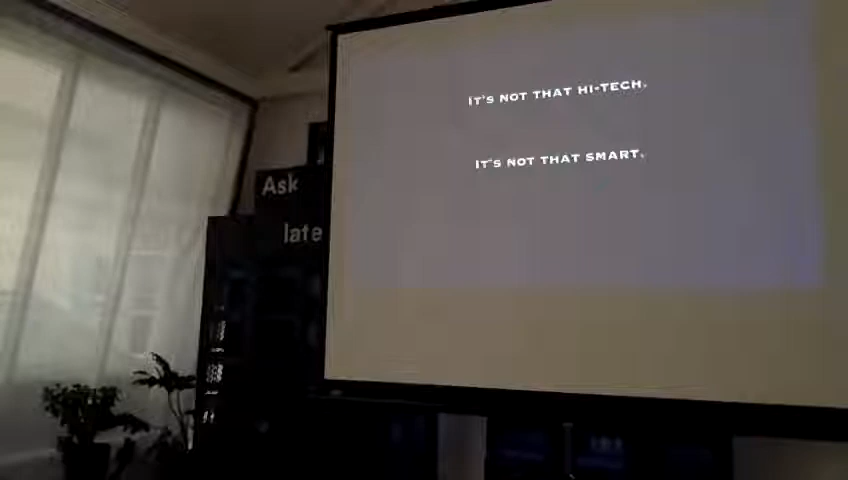 IT'S NOT THAT HI-TECH.
IT'S NOT THAT SMART.
Ask
late